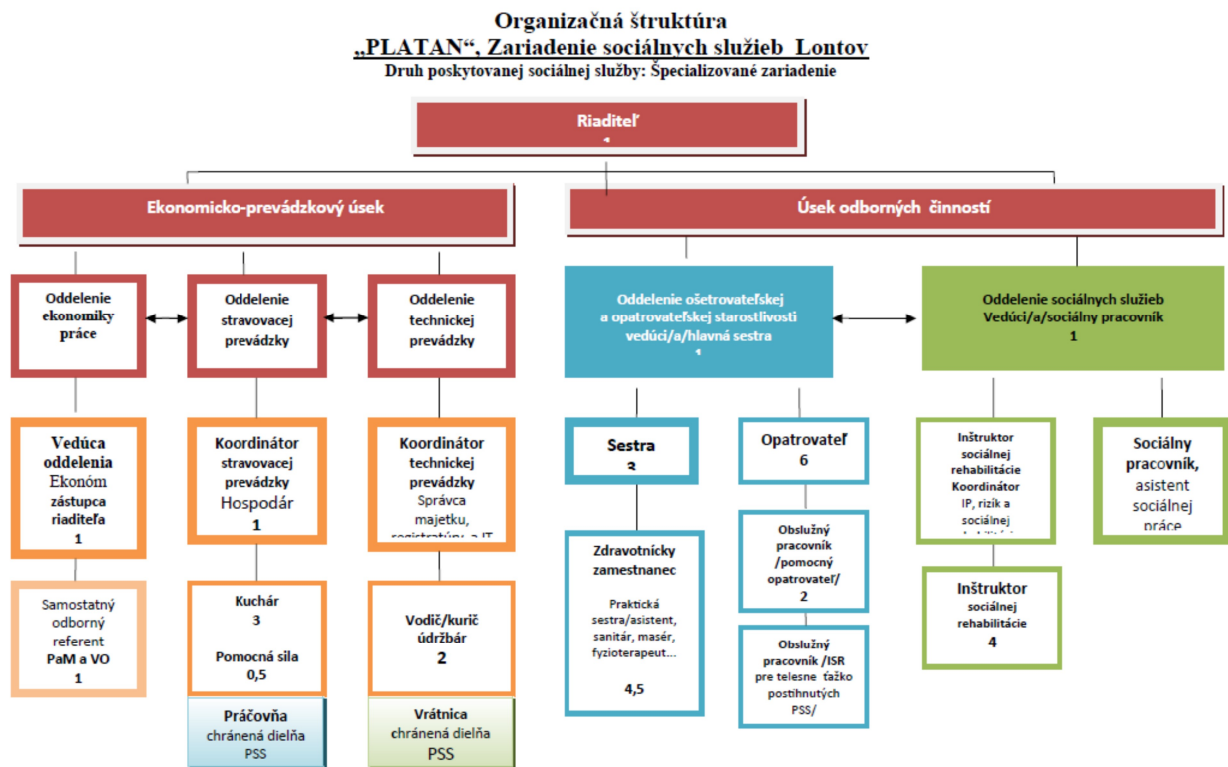 Organizačná štruktúra
„PLATAN“, Zariadenie sociálnych služieb Lontov
Druh poskytovanej sociálnej služby: Špecializované zariadenie
Riaditeľ
Ekonomicko-prevádzkový úsek
Úsek odborných činností
Oddelenie
ekonomiky
práce
Oddelenie
stravovacej
prevádzky
Oddelenie
technickej
prevádzky
Oddelenie ošetrovateľskej
a opatrovateľskej starostlivosti
vedúci/a/hlavná sestra
Oddelenie sociálnych služieb
Vedúci/a/sociálny pracovník
1
Vedúca
oddelenia
Ekonóm
zástupca
riaditeľa
1
Koordinátor
stravovacej
prevádzky
Hospodár
1
Koordinátor
technickej
prevádzky
Správca
majetku,
registratúry, a IT
Sestra
3
Opatrovateľ
6
Inštruktor
sociálnej
rehabilitácie
Koordinátor
IP, rizík a
sociálnej
Sociálny
pracovník,
asistent
sociálnej
práce
Samostatný
odborný
referent
PaM a VO
1
Kuchár
3
Pomocná sila
0,5
Vodič/kurič
údržbár
2
Zdravotnícky
zamestnanec
Praktická
sestra/asistent,
sanitár, masér,
fyzioterapeut...
4,5
Obslužný
pracovník
/pomocný
opatrovateľ/
2
Inštruktor
sociálnej
rehabilitácie
4
Obslužný
pracovník /ISR
pre telesne ťažko
postihnutých
PSS/
Práčovňa
chránená dielňa
PSS
Vrátnica
chránená dielňa
PSS